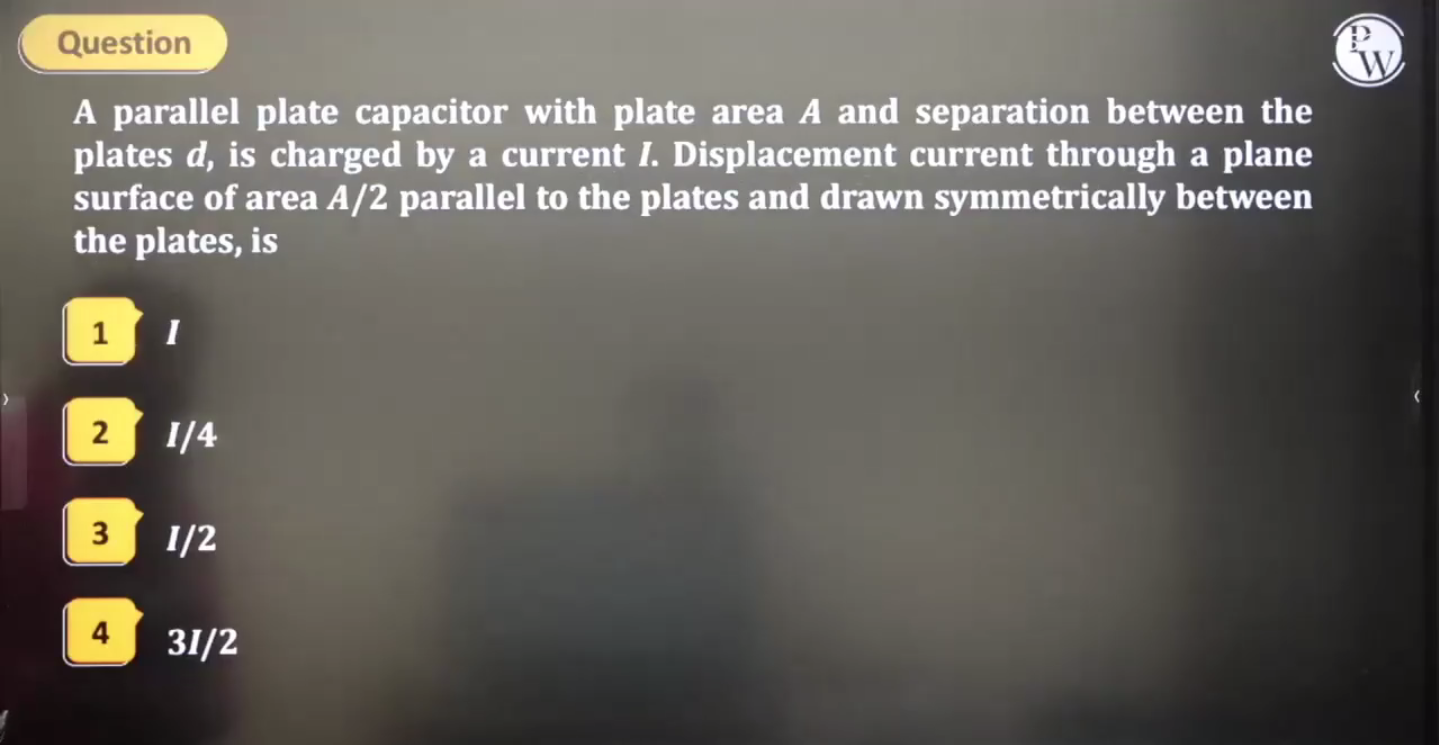 Question
PW
A parallel plate capacitor with plate area A and separation between the
plates d, is charged by a current I. Displacement current through a plane
surface of area A/2 parallel to the plates and drawn symmetrically between
the plates, is
1 I
2 I/4
3 I/2
4 3I/2